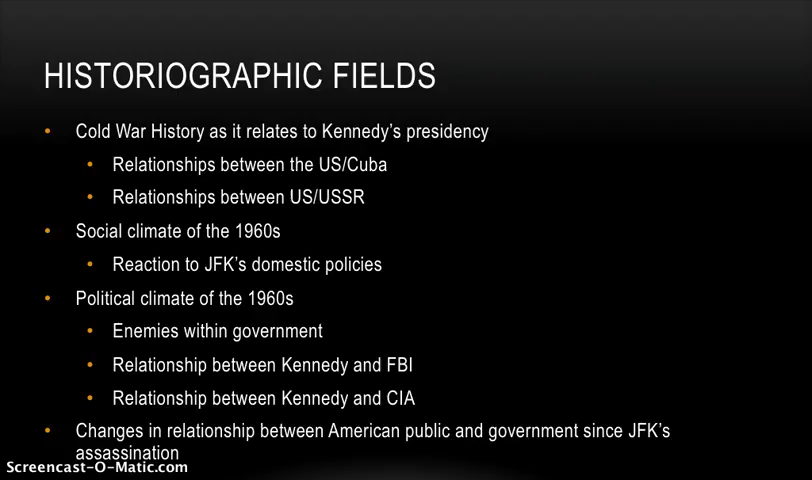 HISTORIOGRAPHIC FIELDS
• Cold War History as it relates to Kennedy's presidency
• Relationships between the US/Cuba
• Relationships between US/USSR
• Social climate of the 1960s
• Reaction to JFK's domestic policies
• Political climate of the 1960s
• Enemies within government
• Relationship between Kennedy and FBI
• Relationship between Kennedy and CIA
• Changes in relationship between American public and government since JFK's
assassination
Screencast-O-Matic.com